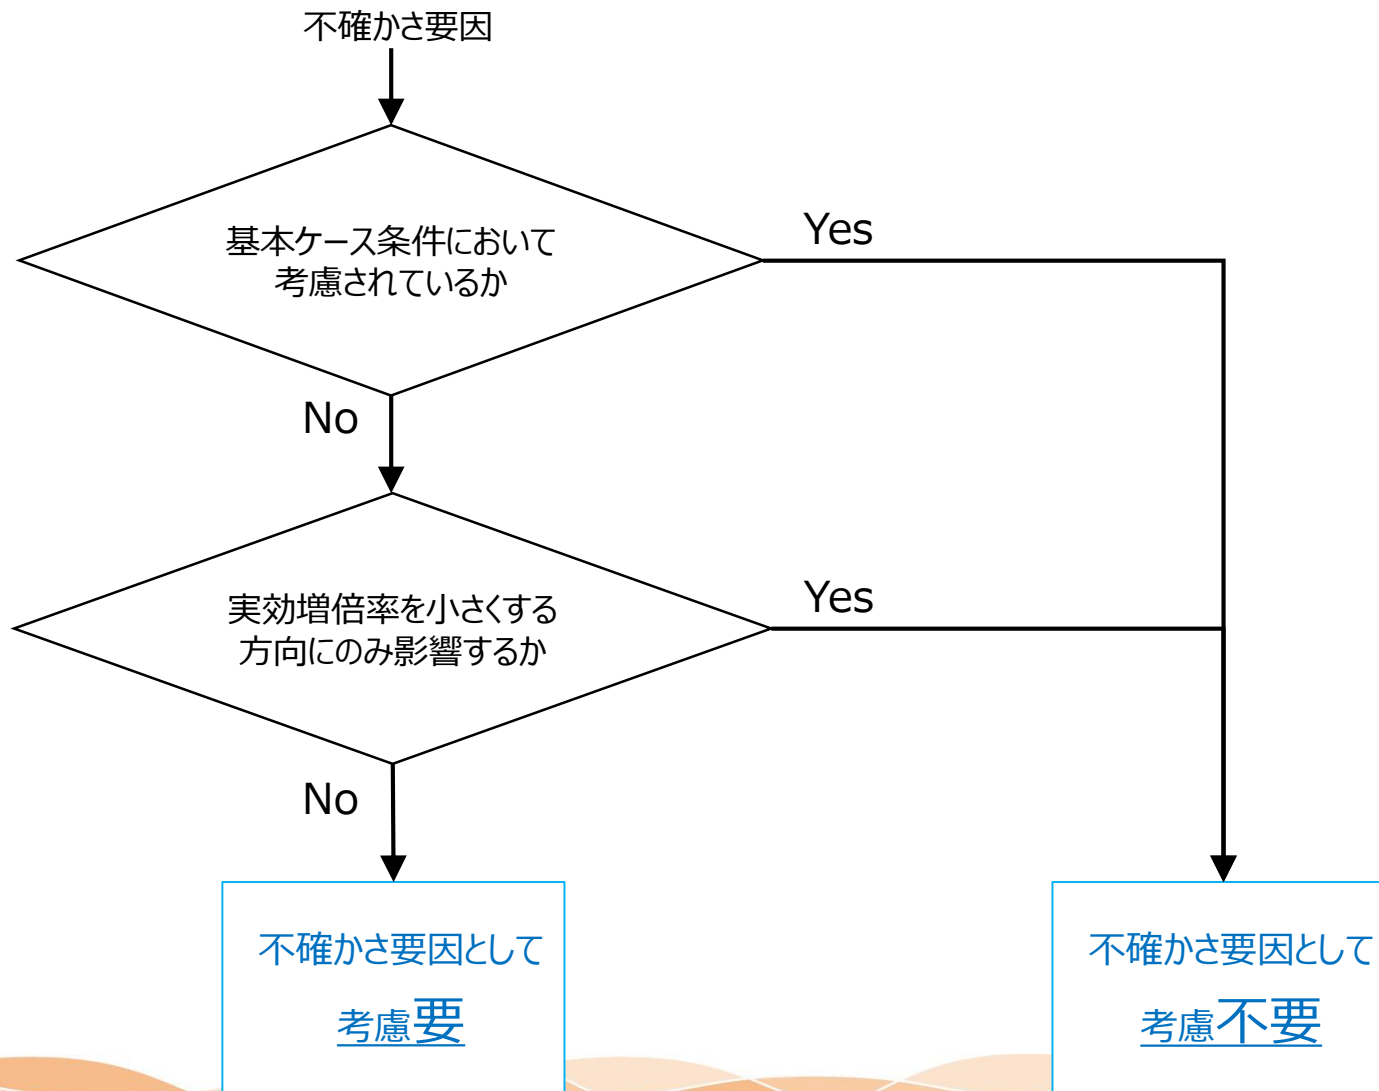 不確かさ要因
基本ケース条件において
考慮されているか
Yes
No
実効増倍率を小さくする
方向にのみ影響するか
Yes
No
不確かさ要因として
考慮要
不確かさ要因として
考慮不要